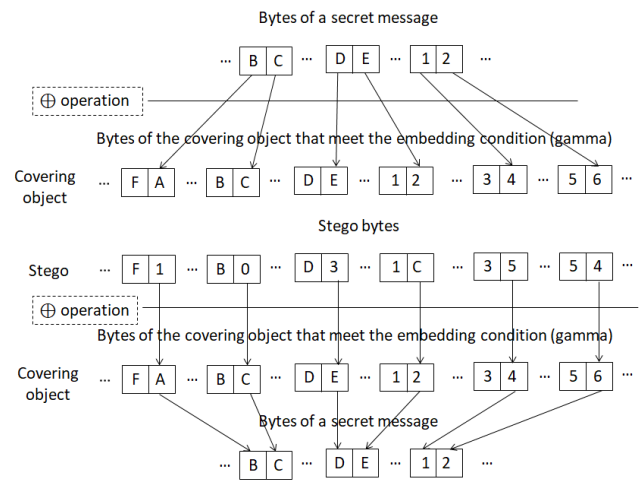 Bytes of a secret message
... B C ... D E ... 1 2 ...
⊕ operation
Bytes of the covering object that meet the embedding condition (gamma)
Covering object ... F A ... B C ... D E ... 1 2 ... 3 4 ... 5 6 ...
Stego bytes
Stego ... F 1 ... B 0 ... D 3 ... 1 C ... 3 5 ... 5 4 ...
⊕ operation
Bytes of the covering object that meet the embedding condition (gamma)
Covering object ... F A ... B C ... D E ... 1 2 ... 3 4 ... 5 6 ...
Bytes of a secret message
... B C ... D E ... 1 2 ...